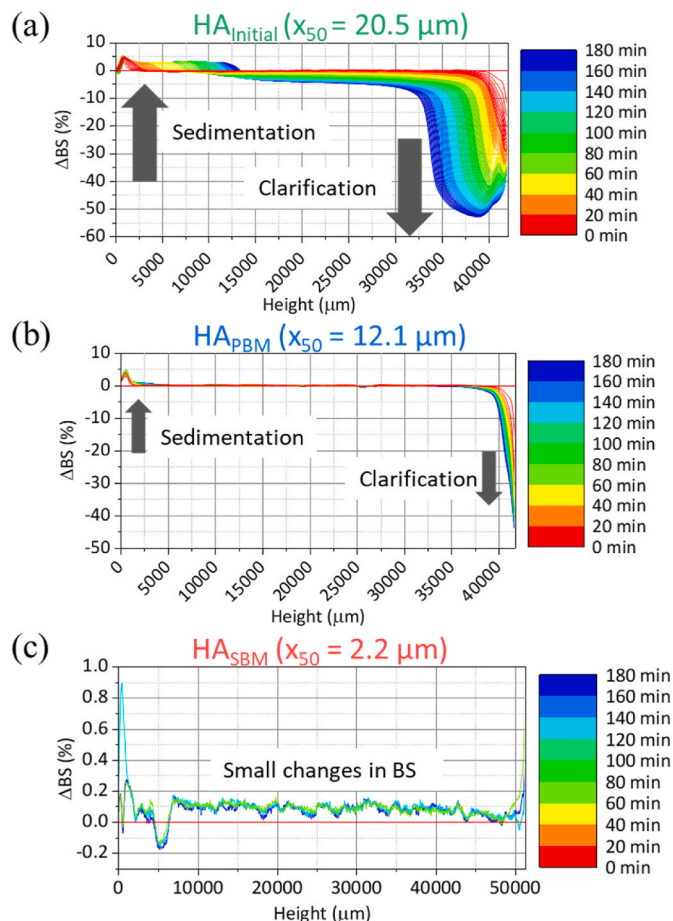 (a) HA_Initial (x_50 = 20.5 µm)
10
0
-10
-20
-30
-40
-50
-60
ΔBS (%)
Sedimentation
Clarification
0 5000 10000 15000 20000 25000 30000 35000 40000
Height (µm)
180 min
160 min
140 min
120 min
100 min
80 min
60 min
40 min
20 min
0 min
(b) HA_PBM (x_50 = 12.1 µm)
10
0
-10
-20
-30
-40
-50
ΔBS (%)
Sedimentation
Clarification
0 5000 10000 15000 20000 25000 30000 35000 40000
Height (µm)
180 min
160 min
140 min
120 min
100 min
80 min
60 min
40 min
20 min
0 min
(c) HA_SBM (x_50 = 2.2 µm)
1.0
0.8
0.6
0.4
0.2
0.0
-0.2
ΔBS (%)
Small changes in BS
0 10000 20000 30000 40000 50000
Height (µm)
180 min
160 min
140 min
120 min
100 min
80 min
60 min
40 min
20 min
0 min